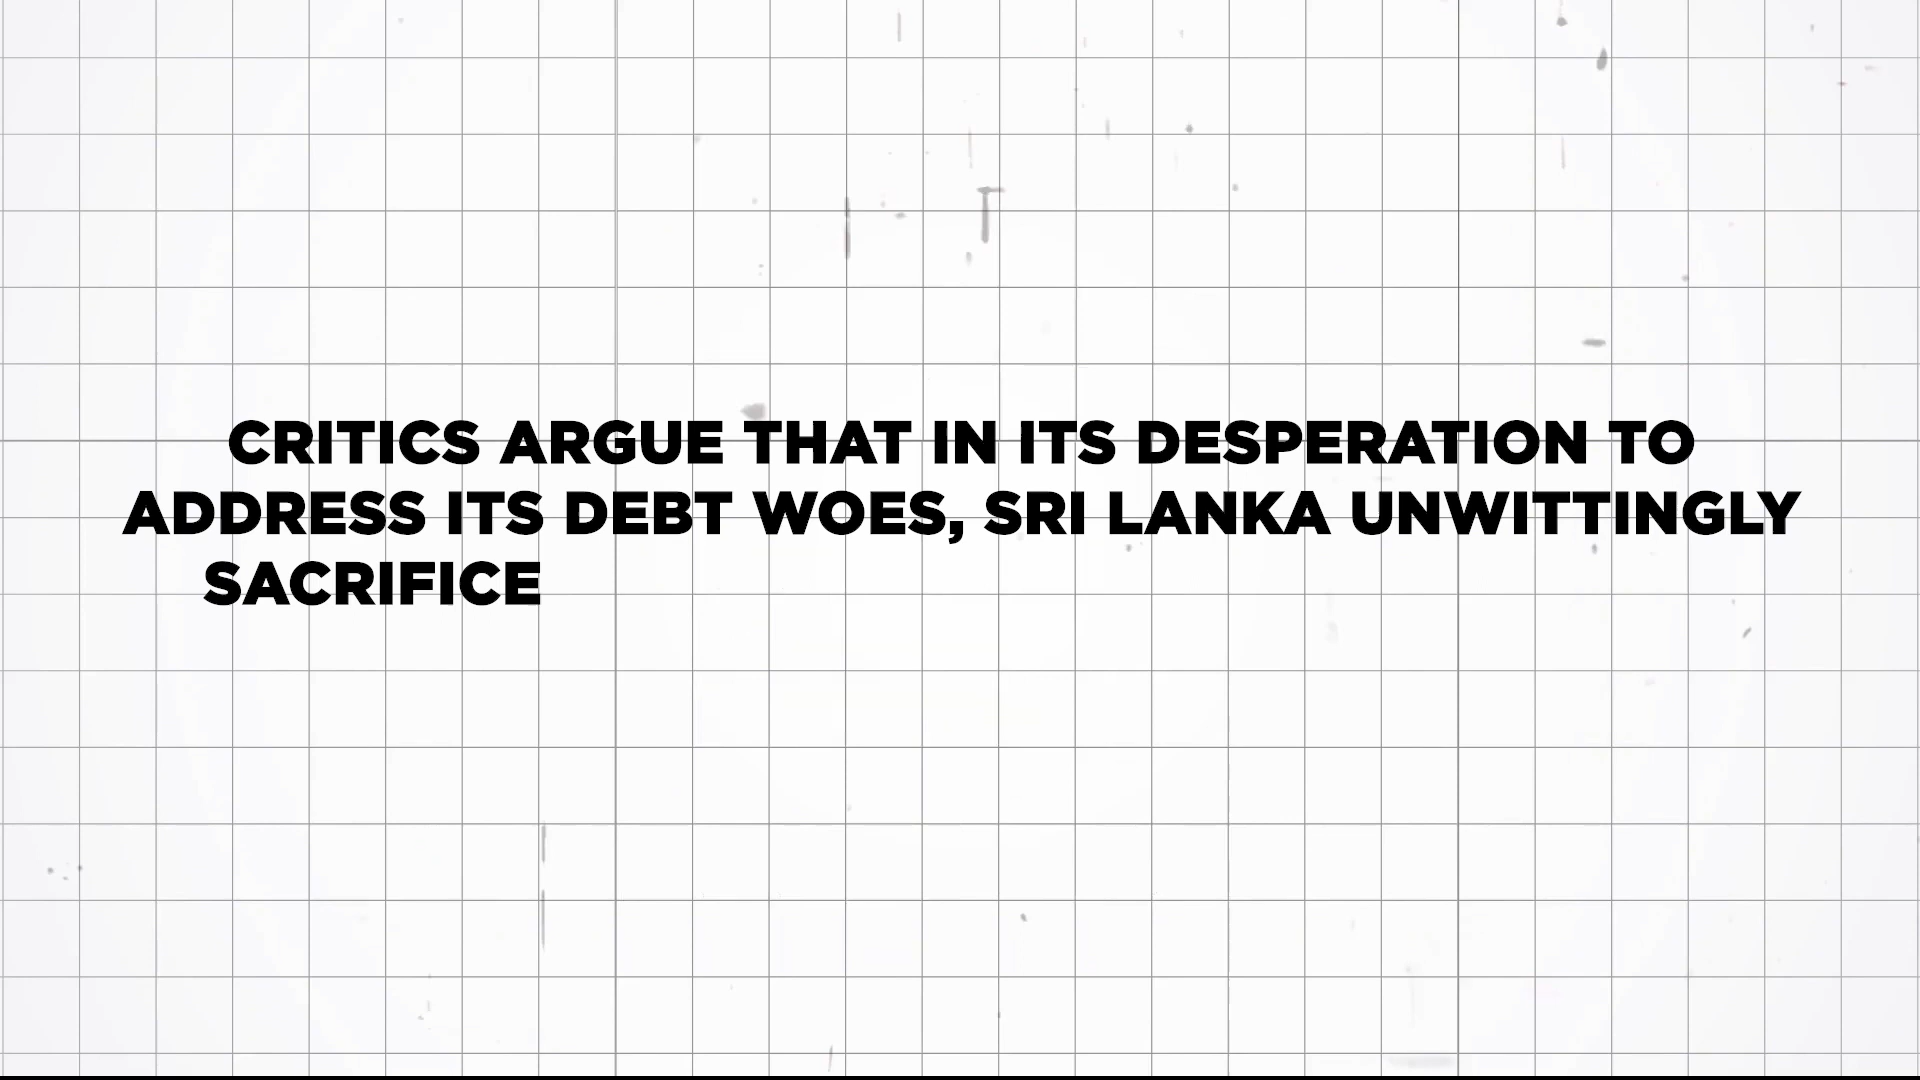 CRITICS ARGUE THAT IN ITS DESPERATION TO
ADDRESS ITS DEBT WOES, SRI LANKA UNWITTINGLY
SACRIFICE